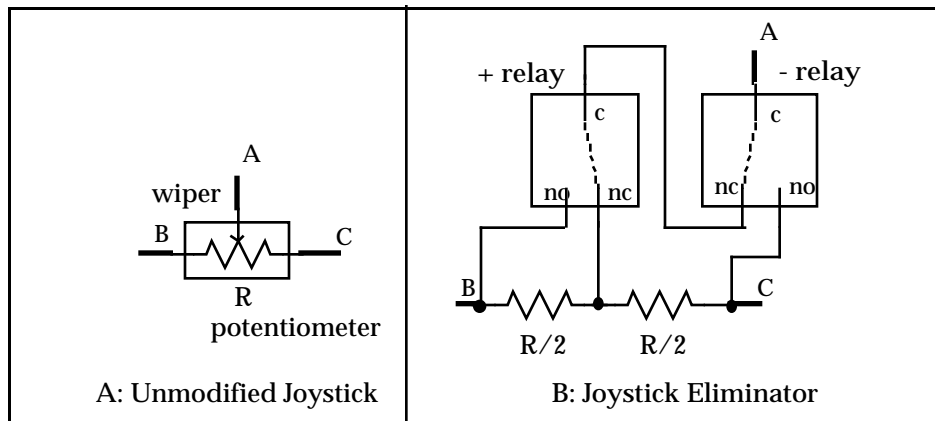 A
wiper
B
C
R
potentiometer
A: Unmodified Joystick
A
+ relay
- relay
c
c
no
nc
nc
no
B
C
R/2
R/2
B: Joystick Eliminator